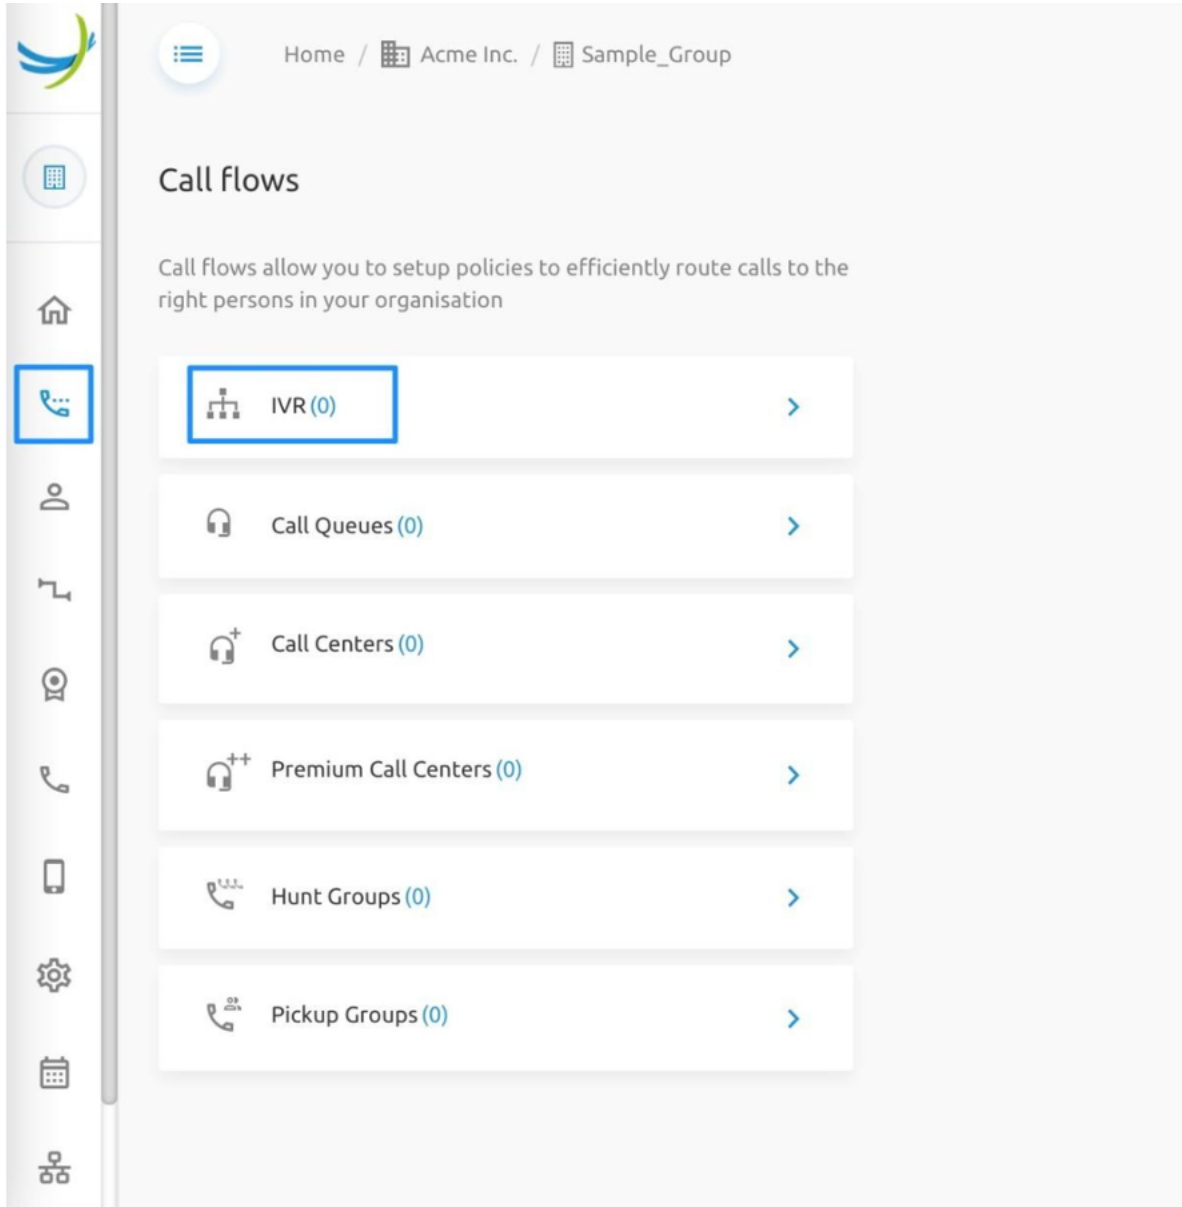 Home / Acme Inc. / Sample_Group
Call flows
Call flows allow you to setup policies to efficiently route calls to the
right persons in your organisation
IVR (0)
Call Queues (0)
Call Centers (0)
Premium Call Centers (0)
Hunt Groups (0)
Pickup Groups (0)